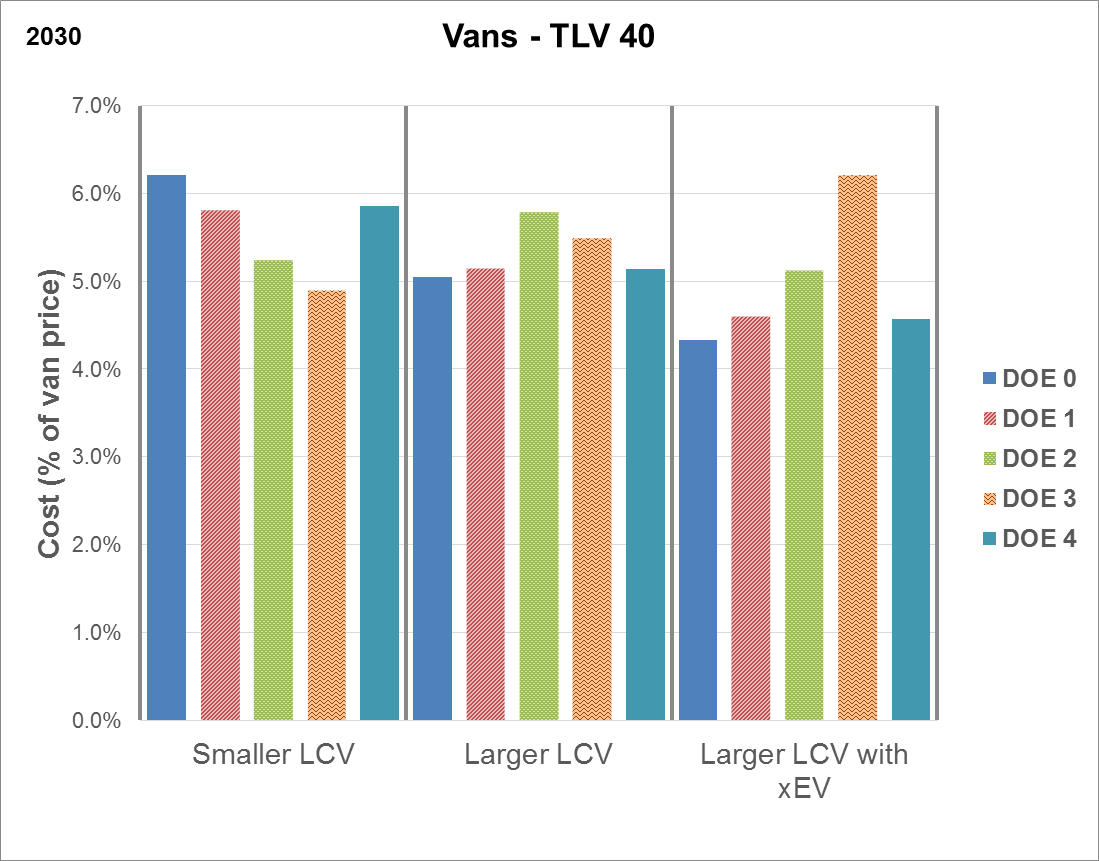 2030
Vans - TLV 40
7.0%
6.0%
5.0%
4.0%
3.0%
2.0%
1.0%
0.0%
Cost (% of van price)
Smaller LCV
Larger LCV
Larger LCV with
xEV
DOE 0
DOE 1
DOE 2
DOE 3
DOE 4